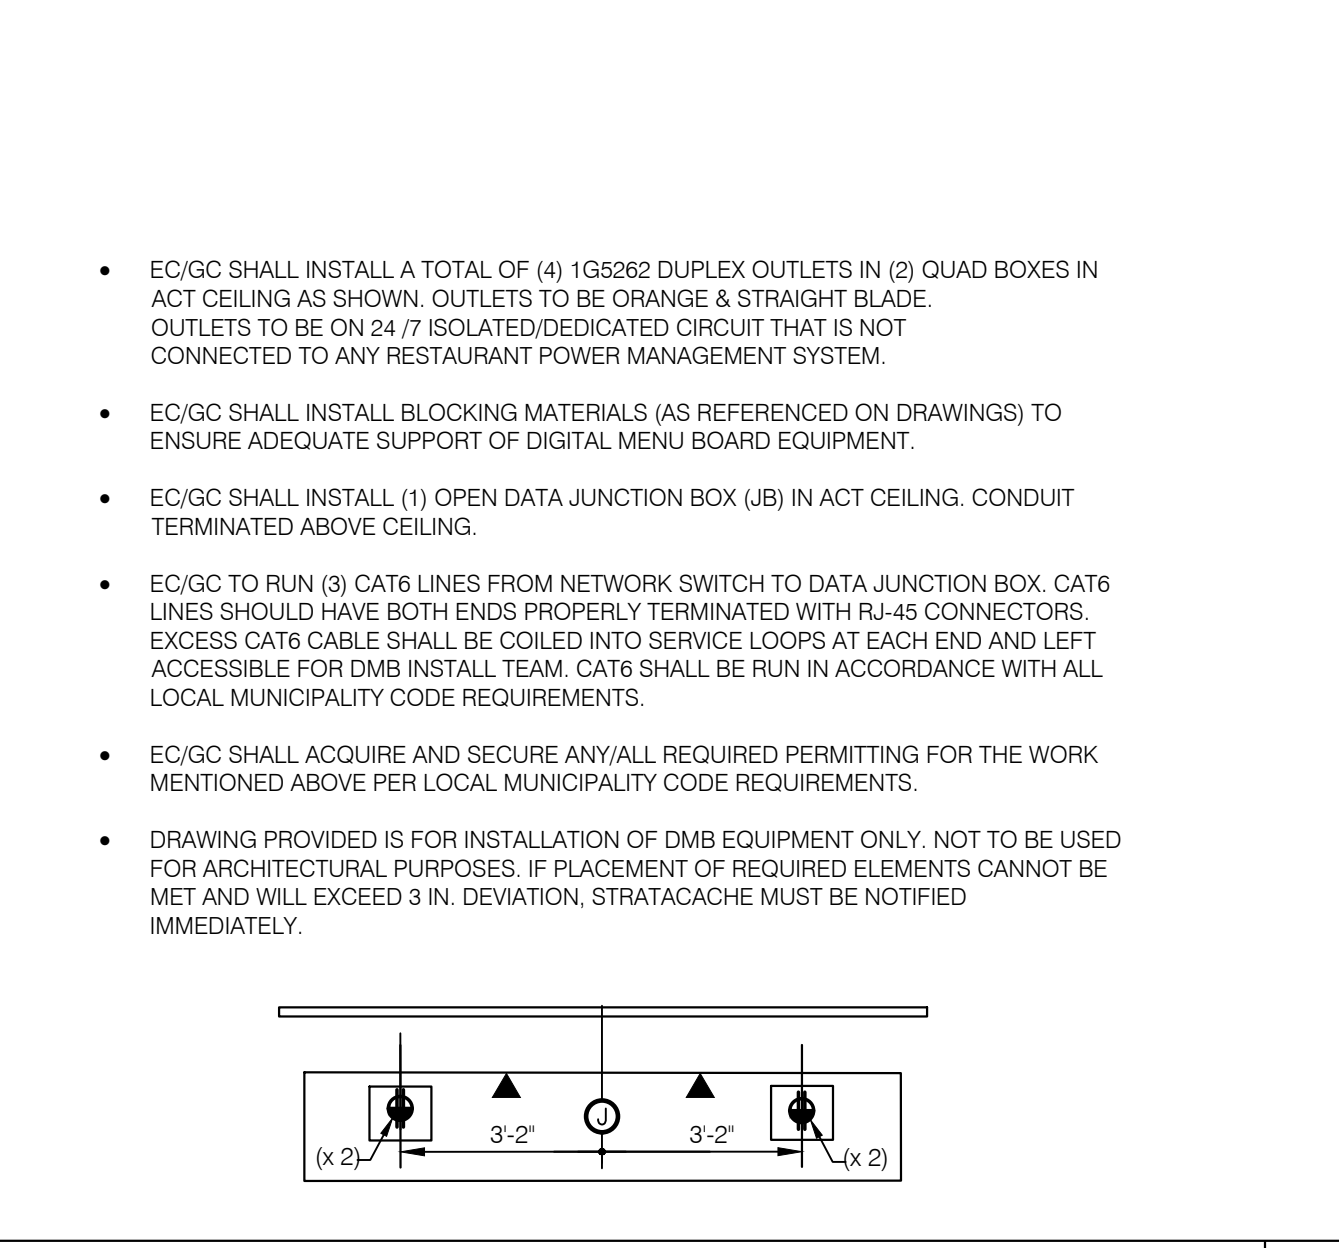 • EC/GC SHALL INSTALL A TOTAL OF (4) 1G5262 DUPLEX OUTLETS IN (2) QUAD BOXES IN
ACT CEILING AS SHOWN. OUTLETS TO BE ORANGE & STRAIGHT BLADE.
OUTLETS TO BE ON 24 /7 ISOLATED/DEDICATED CIRCUIT THAT IS NOT
CONNECTED TO ANY RESTAURANT POWER MANAGEMENT SYSTEM.
• EC/GC SHALL INSTALL BLOCKING MATERIALS (AS REFERENCED ON DRAWINGS) TO
ENSURE ADEQUATE SUPPORT OF DIGITAL MENU BOARD EQUIPMENT.
• EC/GC SHALL INSTALL (1) OPEN DATA JUNCTION BOX (JB) IN ACT CEILING. CONDUIT
TERMINATED ABOVE CEILING.
• EC/GC TO RUN (3) CAT6 LINES FROM NETWORK SWITCH TO DATA JUNCTION BOX. CAT6
LINES SHOULD HAVE BOTH ENDS PROPERLY TERMINATED WITH RJ-45 CONNECTORS.
EXCESS CAT6 CABLE SHALL BE COILED INTO SERVICE LOOPS AT EACH END AND LEFT
ACCESSIBLE FOR DMB INSTALL TEAM. CAT6 SHALL BE RUN IN ACCORDANCE WITH ALL
LOCAL MUNICIPALITY CODE REQUIREMENTS.
• EC/GC SHALL ACQUIRE AND SECURE ANY/ALL REQUIRED PERMITTING FOR THE WORK
MENTIONED ABOVE PER LOCAL MUNICIPALITY CODE REQUIREMENTS.
• DRAWING PROVIDED IS FOR INSTALLATION OF DMB EQUIPMENT ONLY. NOT TO BE USED
FOR ARCHITECTURAL PURPOSES. IF PLACEMENT OF REQUIRED ELEMENTS CANNOT BE
MET AND WILL EXCEED 3 IN. DEVIATION, STRATACACHE MUST BE NOTIFIED
IMMEDIATELY.
J
3'-2" 3'-2"
(x 2) (x 2)